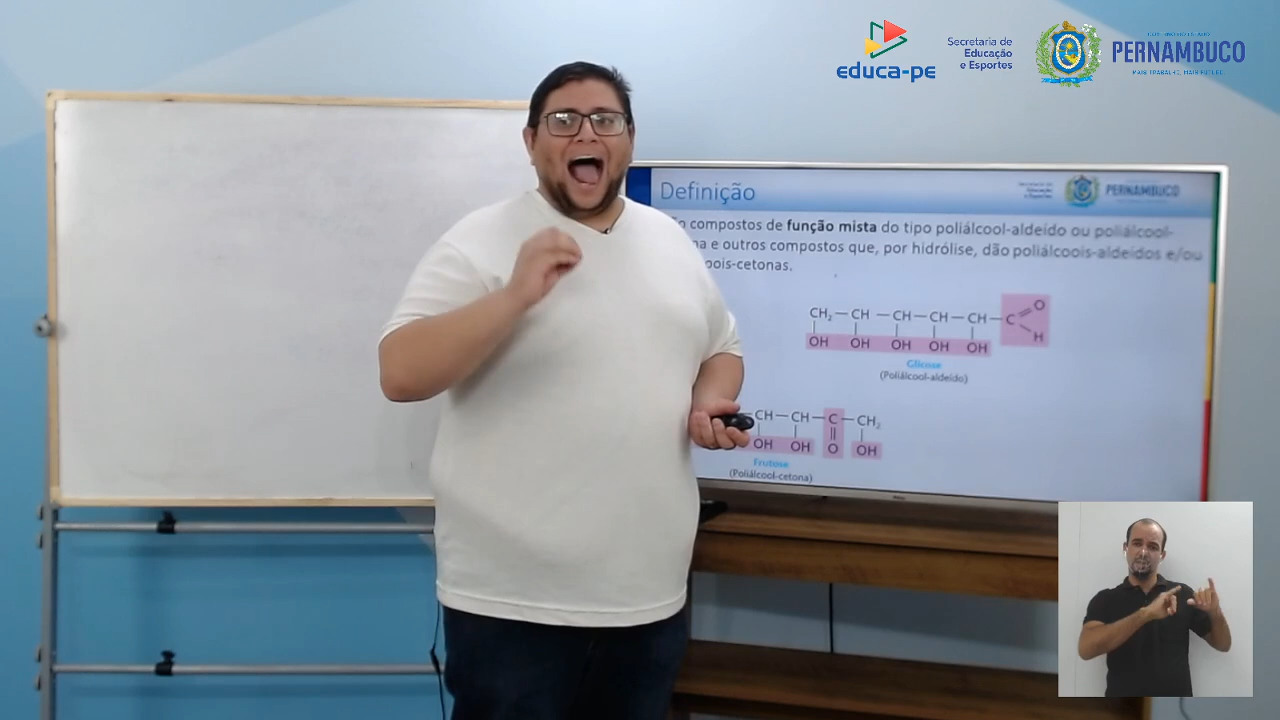 educa-pe
Secretaria de
Educação
e Esportes
PERNAMBUCO
Definição
PERNAMBUCO
compostos de função mista do tipo poliálcool-aldeído ou poliálcool-
e outros compostos que, por hidrólise, dão poliálcoois-aldeídos e/ou
-cetonas.
CH₂ — CH — CH — CH — CH — C O
H
OH OH OH OH OH
Glicose
(Poliálcool-aldeído)
CH — CH — C — CH₂
OH OH O OH
Frutose
(Poliálcool-cetona)